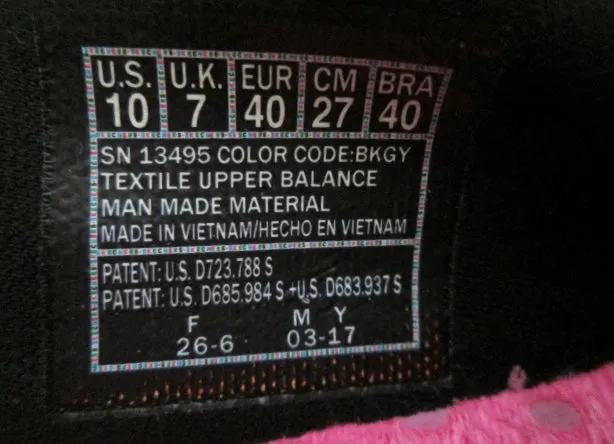 U.S. U.K. EUR CM BRA
10 7 40 27 40
SN 13495 COLOR CODE:BKGY
TEXTILE UPPER BALANCE
MAN MADE MATERIAL
MADE IN VIETNAM/HECHO EN VIETNAM
PATENT: U.S. D723.788 S
PATENT: U.S. D685.984 S +U.S. D683.937 S
F M Y
26-6 03-17